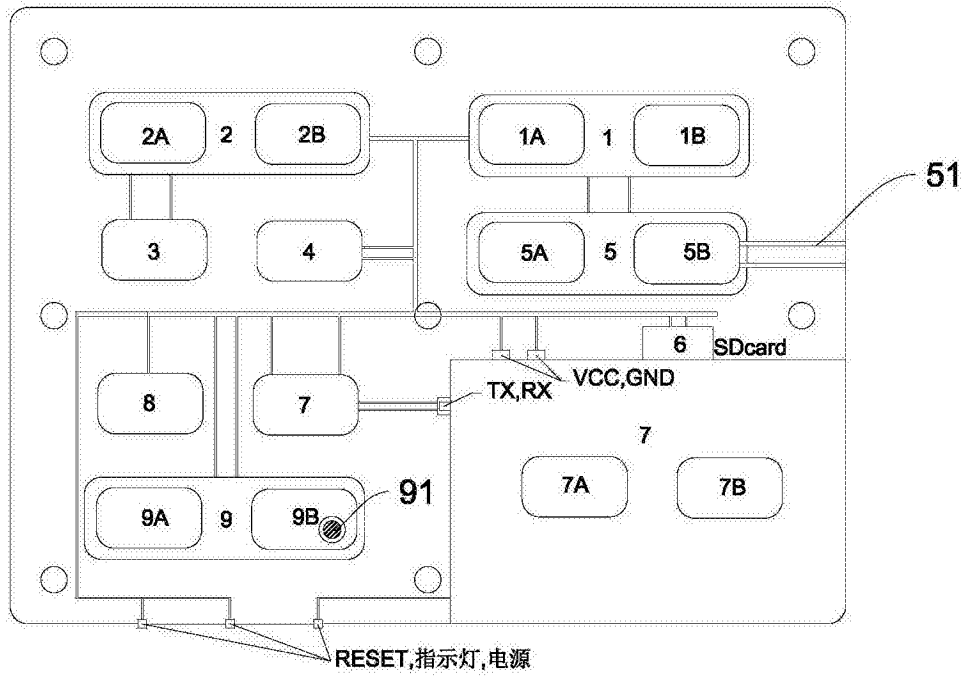 2A 2 2B
1A 1 1B
51
3
4
5A 5 5B
6 SDcard
VCC,GND
TX,RX
8
7
7
7A
7B
9A 9 9B
91
RESET,指示灯,电源